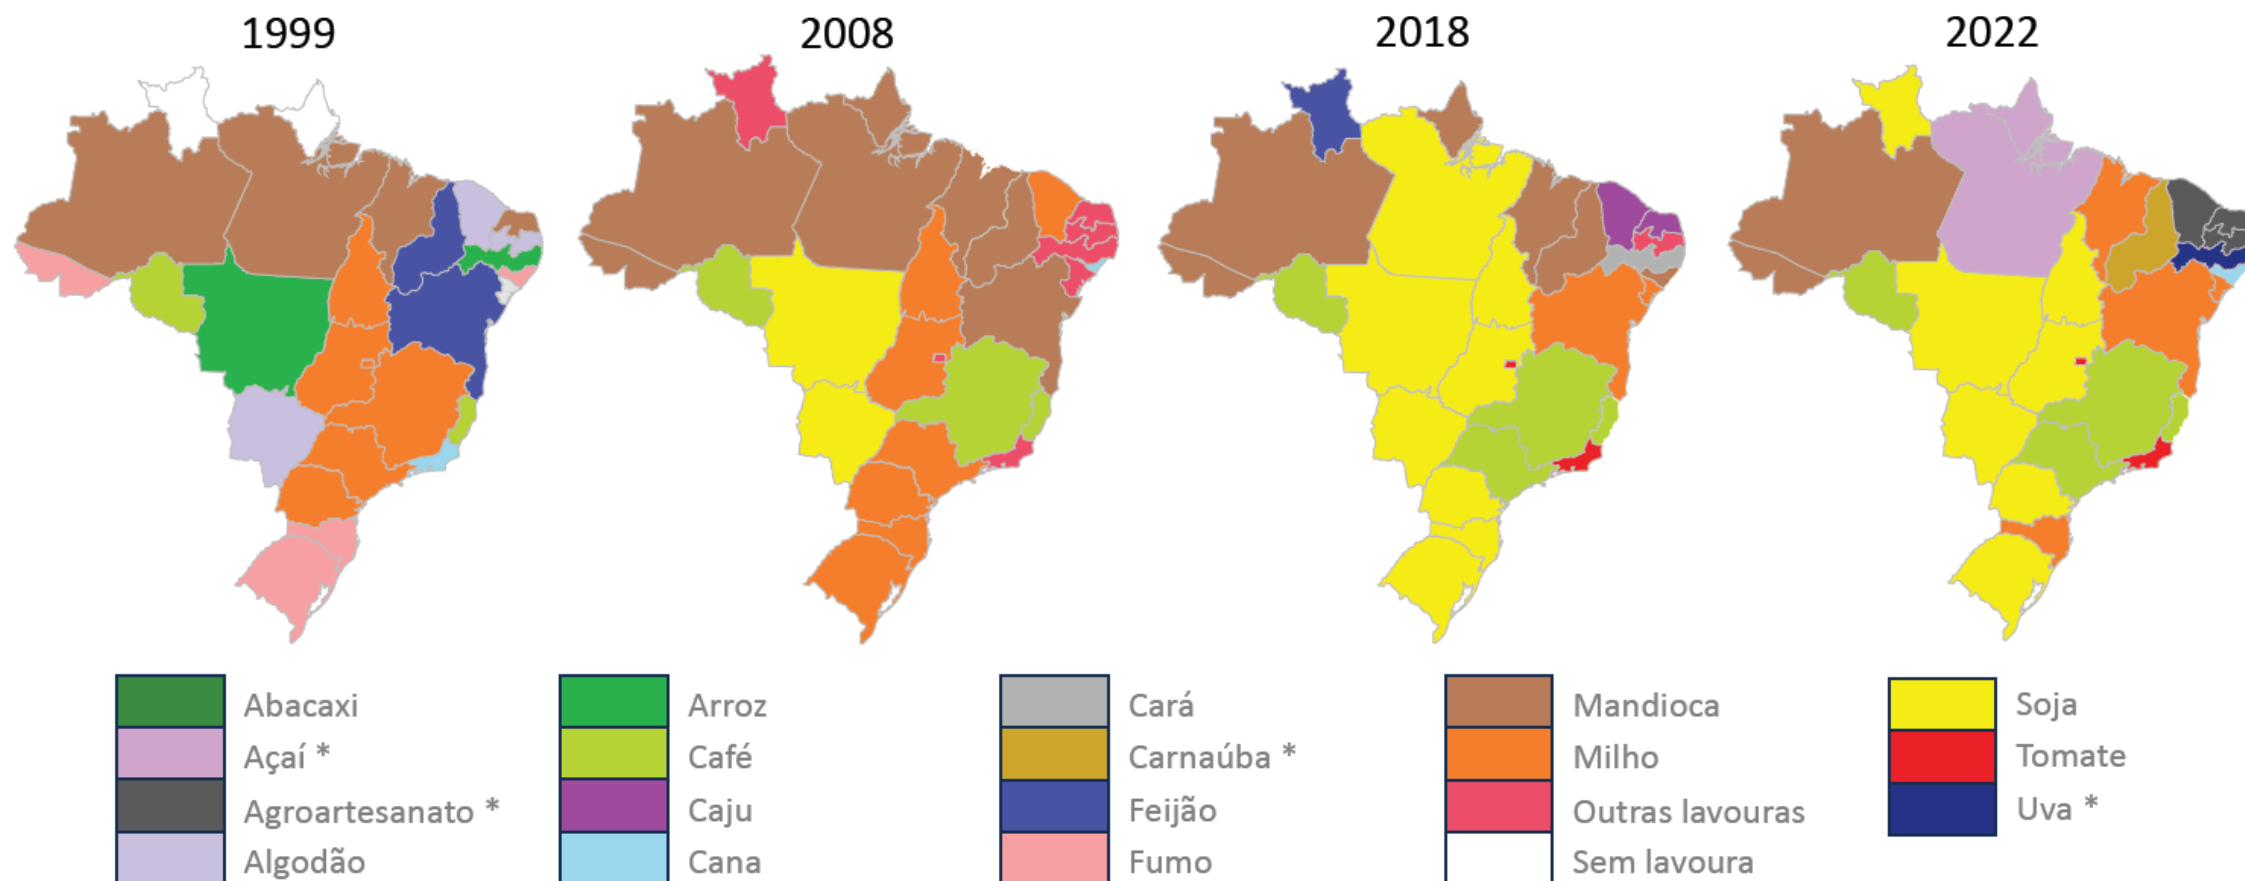 1999
2008
2018
2022
Abacaxi
Açaí *
Agroartesanato *
Algodão
Arroz
Café
Caju
Cana
Cará
Carnaúba *
Feijão
Fumo
Mandioca
Milho
Outras lavouras
Sem lavoura
Soja
Tomate
Uva *